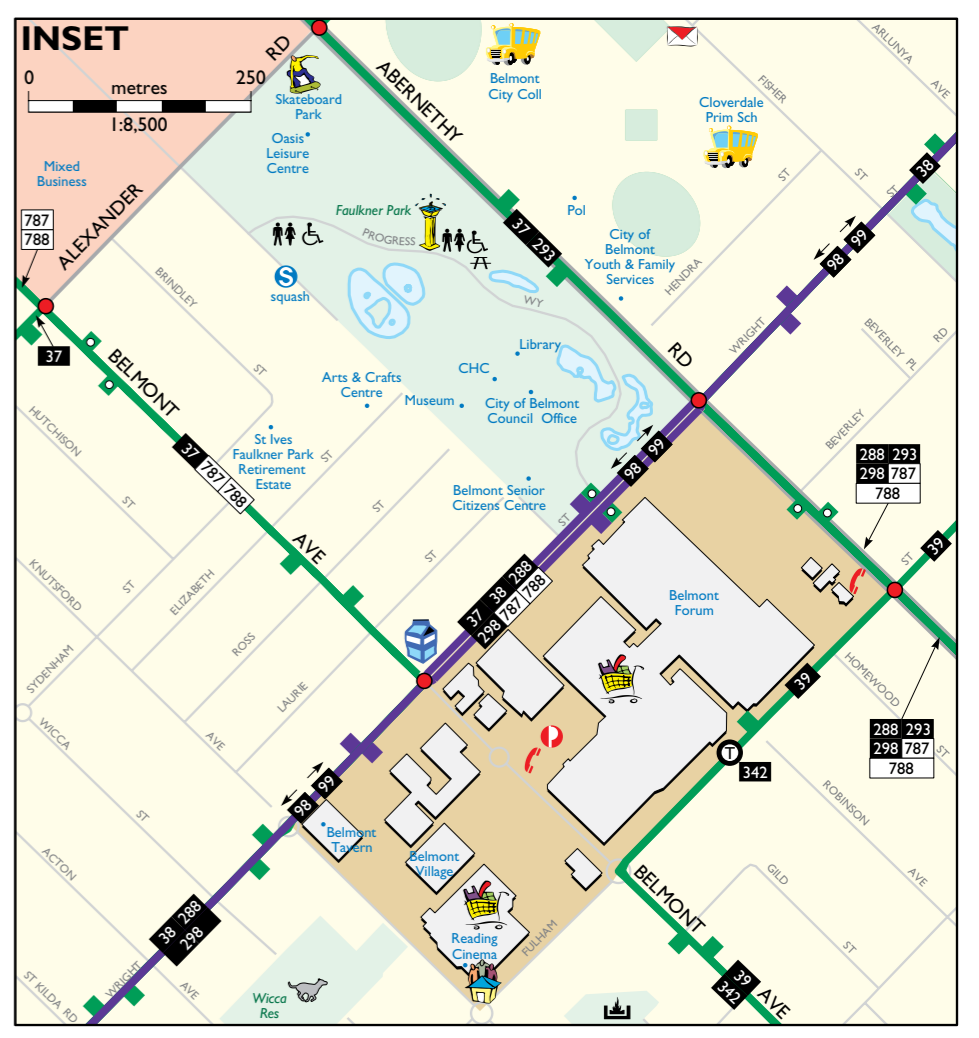 INSET
0 250
metres
1:8,500
RD
ABERNETHY
Skateboard
Park
Oasis
Leisure
Centre
Belmont
City Coll
Cloverdale
Prim Sch
FISHER
ST
ARLUNYA
AVE
38
Mixed
Business
ALEXANDER
787
788
37
Faulkner Park
PROGRESS
WY
37 293
Pol
City of
Belmont
Youth & Family
Services
HENDRA
ST
ST
98 99
S
squash
BRINDLEY
ST
BELMONT
WRIGHT
BEVERLEY PL
RD
BEVERLEY
RD
Library
CHC
Arts & Crafts
Centre
Museum
City of Belmont
Council Office
HUTCHISON
ST
37 787 788
St Ives
Faulkner Park
Retirement
Estate
ST
ST
ST
98 99
Belmont Senior
Citizens Centre
ST
AVE
288 293
298 787
788
39
ST
KNUTSFORD
ST
ELIZABETH
ROSS
LAURIE
37 38 288
298 787 788
Belmont
Forum
SYDENHAM
AVE
WICCA
ST
39
HOMEWOOD
ST
288 293
298 787
788
T
342
ROBINSON
AVE
98 99
Belmont
Tavern
Belmont
Village
ACTON
AVE
BELMONT
GILD
ST
38 288
298
WRIGHT
ST KILDA RD
Reading
Cinema
FULHAM
Wicca
Res
39
342
AVE